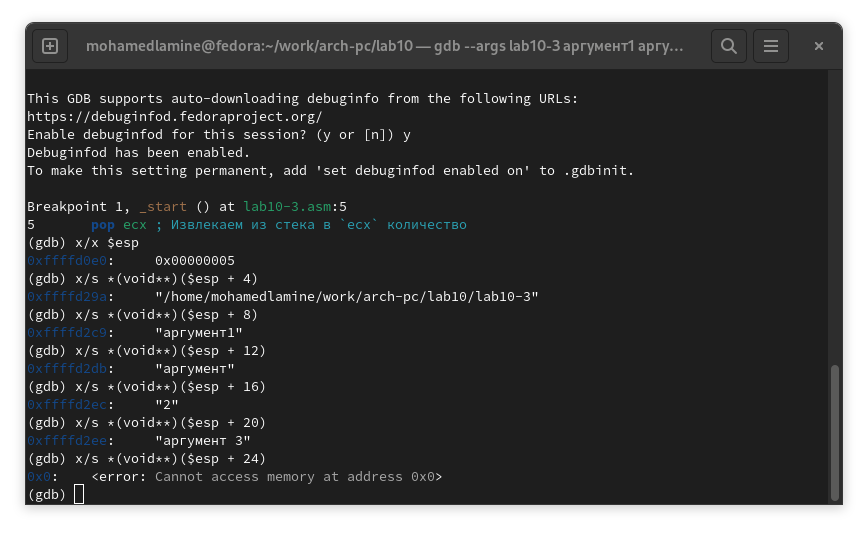 mohamedlamine@fedora:~/work/arch-pc/lab10 — gdb --args lab10-3 аргумент1 аргу…
This GDB supports auto-downloading debuginfo from the following URLs:
https://debuginfod.fedoraproject.org/
Enable debuginfod for this session? (y or [n]) y
Debuginfod has been enabled.
To make this setting permanent, add 'set debuginfod enabled on' to .gdbinit.
Breakpoint 1, _start () at lab10-3.asm:5
5       pop ecx ; Извлекаем из стека в `ecx` количество
(gdb) x/x $esp
0xffffd0e0:     0x00000005
(gdb) x/s *(void**)($esp + 4)
0xffffd29a:     "/home/mohamedlamine/work/arch-pc/lab10/lab10-3"
(gdb) x/s *(void**)($esp + 8)
0xffffd2c9:     "аргумент1"
(gdb) x/s *(void**)($esp + 12)
0xffffd2db:     "аргумент"
(gdb) x/s *(void**)($esp + 16)
0xffffd2ec:     "2"
(gdb) x/s *(void**)($esp + 20)
0xffffd2ee:     "аргумент 3"
(gdb) x/s *(void**)($esp + 24)
0x0:    <error: Cannot access memory at address 0x0>
(gdb)